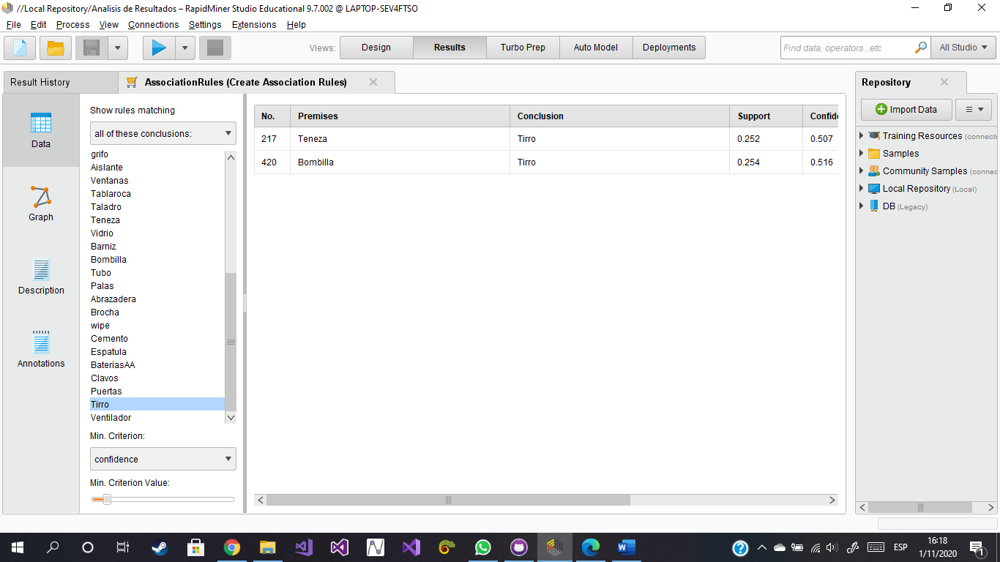 //Local Repository/Analisis de Resultados – RapidMiner Studio Educational 9.7.002 @ LAPTOP-SEV4FTSO
File Edit Process View Connections Settings Extensions Help
Views: Design Results Turbo Prep Auto Model Deployments Find data, operators...etc All Studio
Result History AssociationRules (Create Association Rules) Repository
Data
Graph
Description
Annotations
Show rules matching
all of these conclusions:
grifo
Aislante
Ventanas
Tablaroca
Taladro
Teneza
Vidrio
Barniz
Bombilla
Tubo
Palas
Abrazadera
Brocha
wipe
Cemento
Espatula
BateriasAA
Clavos
Puertas
Tirro
Ventilador
Min. Criterion:
confidence
Min. Criterion Value:
No. Premises Conclusion Support Confide
217 Teneza Tirro 0.252 0.507
420 Bombilla Tirro 0.254 0.516
Import Data
Training Resources (connecte
Samples
Community Samples (connec
Local Repository (Local)
DB (Legacy)
ESP
16:18
1/11/2020
1